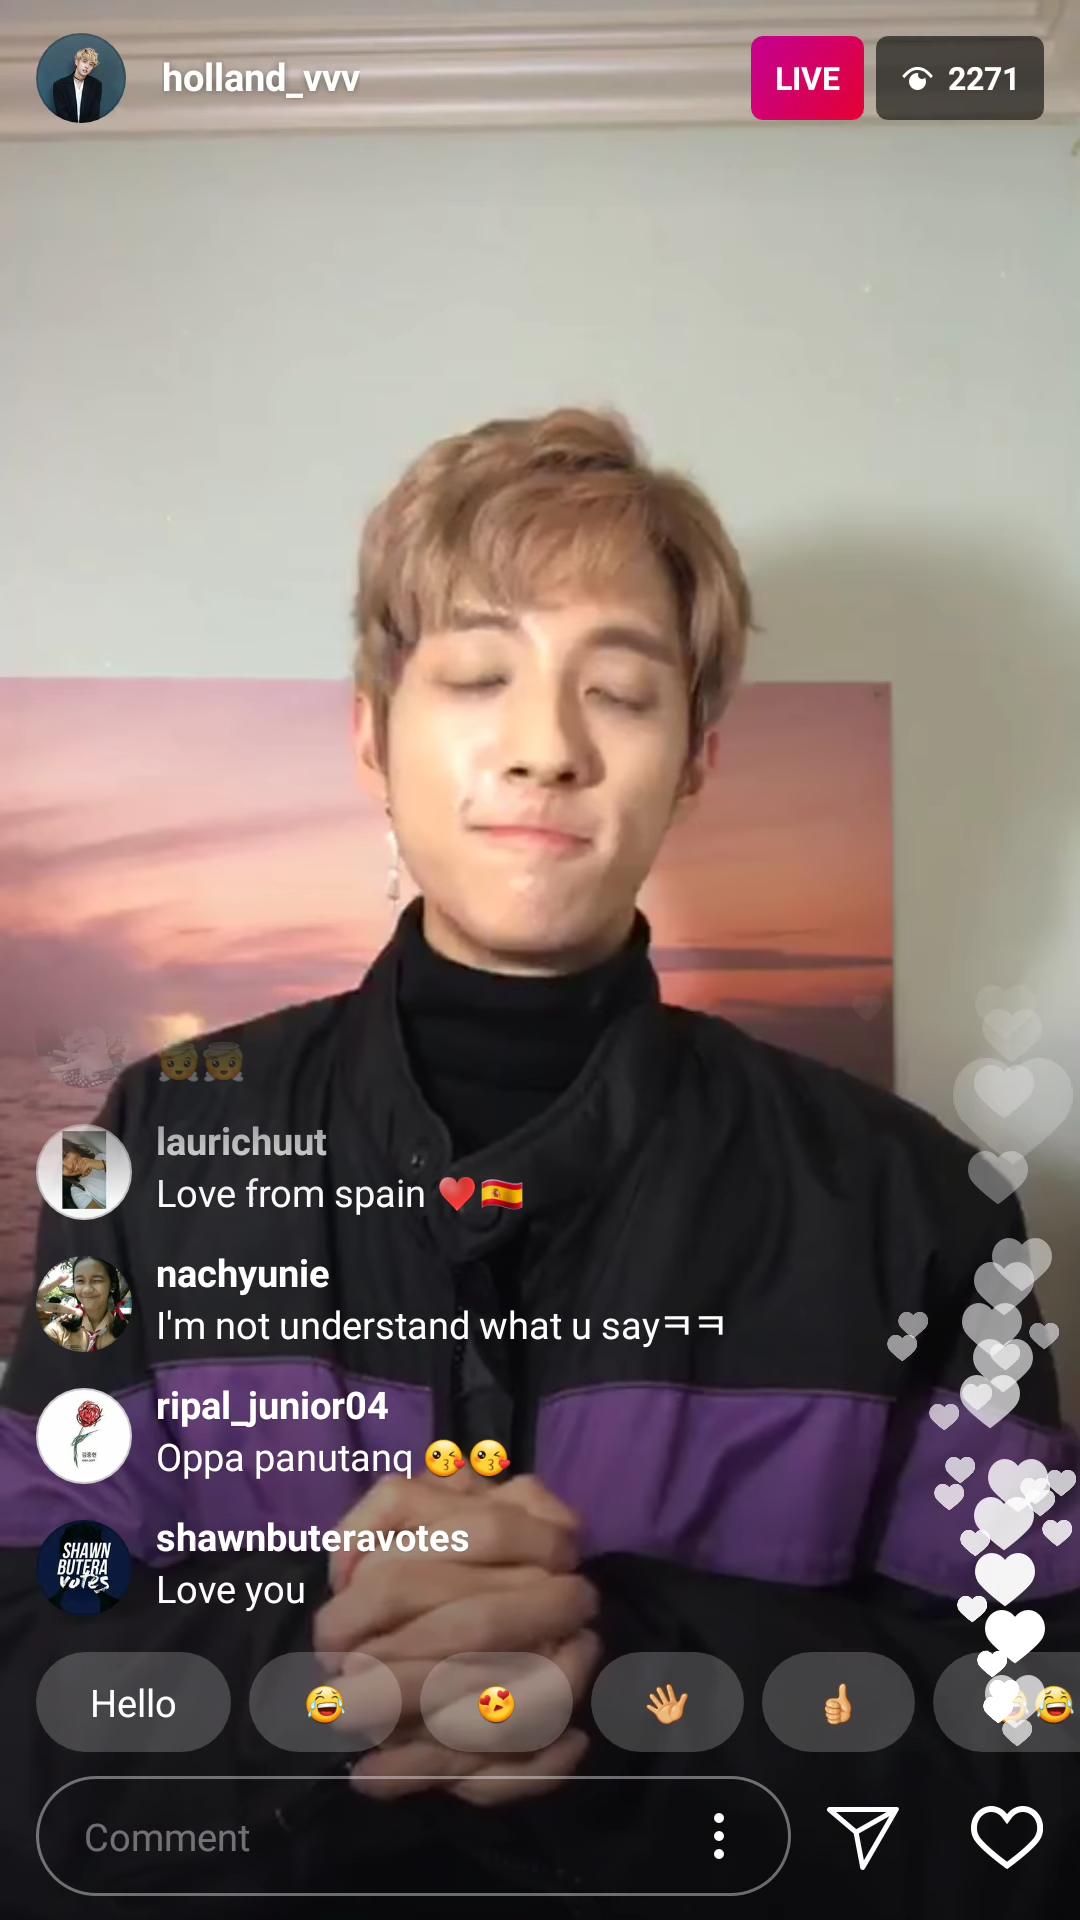 holland_vvv
LIVE
2271
laurichuut
Love from spain ❤️🇪🇸
nachyunie
I'm not understand what u sayㅋㅋ
ripal_junior04
Oppa panutanq 😘😘
shawnbuteravotes
Love you
SHAWN
BUTERA
votes
Hello
Comment